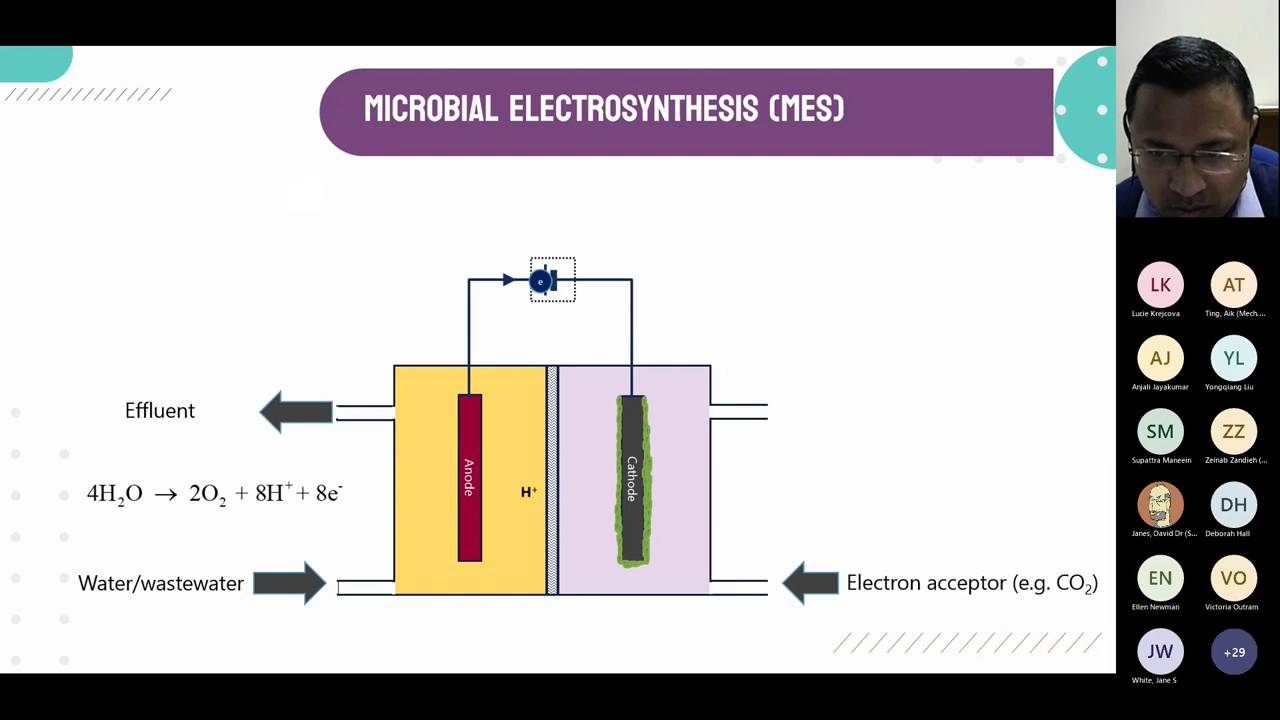 MICROBIAL ELECTROSYNTHESIS (MES)
e
Effluent
Anode
Cathode
H⁺
4H₂O → 2O₂ + 8H⁺ + 8e⁻
Water/wastewater
Electron acceptor (e.g. CO₂)
LK
Lucie Krejcova
AT
Ting, Aik (Mech....
AJ
Anjali Jayakumar
YL
Yongqiang Liu
SM
Supattra Maneein
ZZ
Zeinab Zandieh (...
Janes, David Dr (S...
DH
Deborah Hall
EN
Ellen Newman
VO
Victoria Outram
JW
White, Jane S
+29